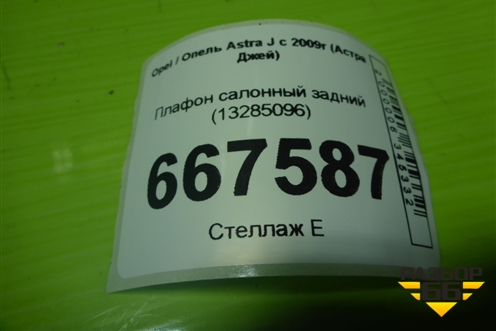 Opel / Опель Astra J с 2009г (Астра
Джей)
Плафон салонный задний
(13285096)
667587
Стеллаж Е
РАЗБОР
66